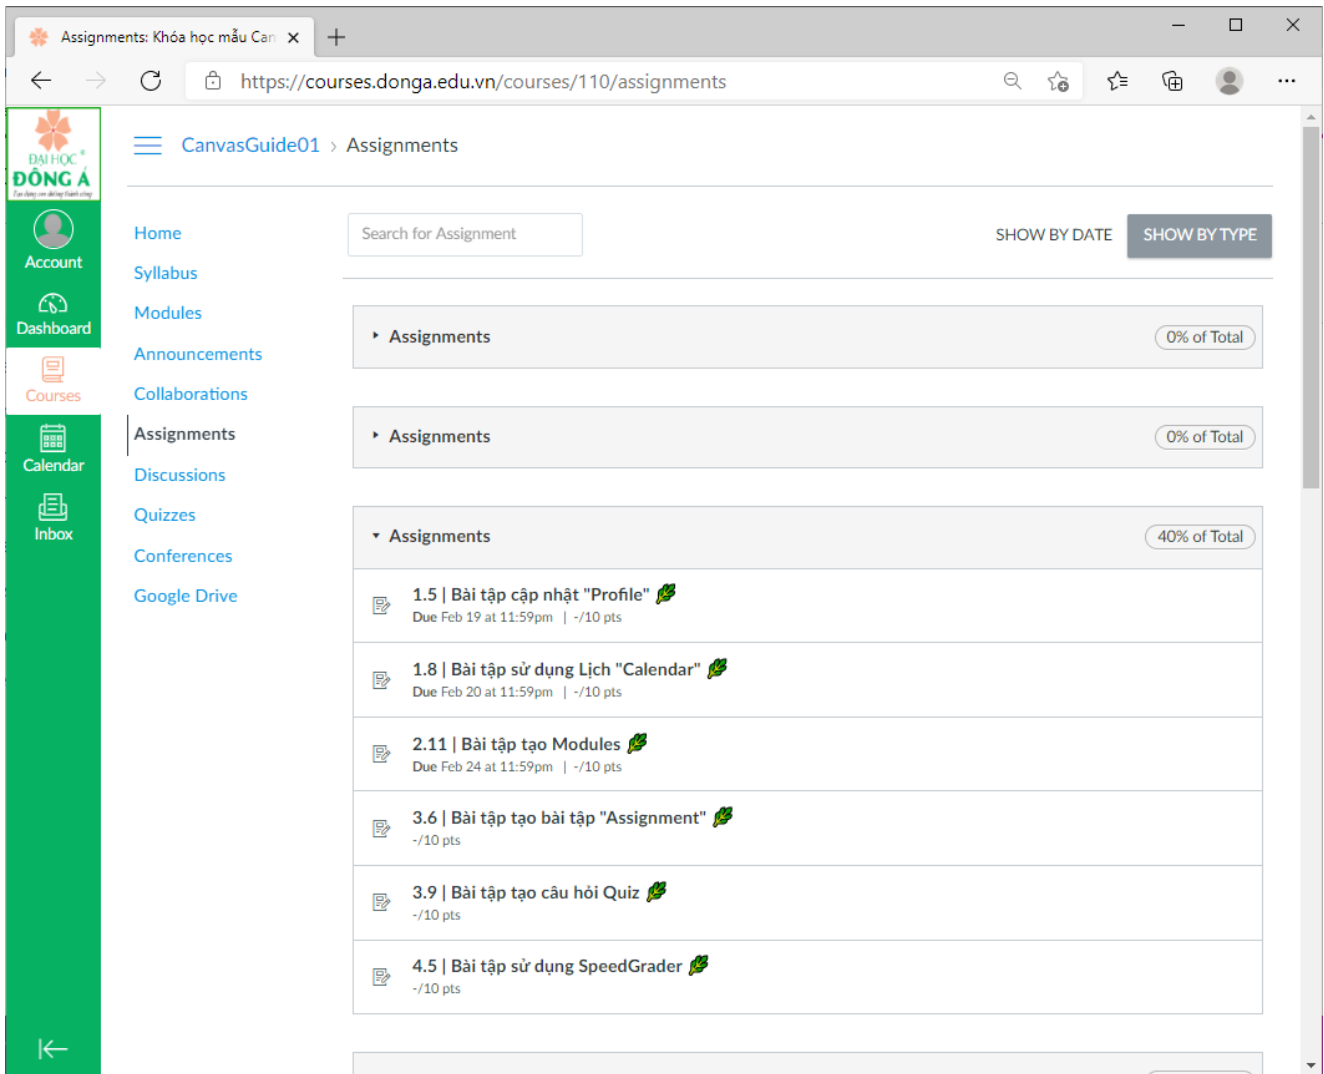 Assignments: Khóa học mẫu Can
https://courses.donga.edu.vn/courses/110/assignments
ĐẠI HỌC
ĐÔNG Á
CanvasGuide01 › Assignments
Account
Dashboard
Courses
Calendar
Inbox
Home
Syllabus
Modules
Announcements
Collaborations
Assignments
Discussions
Quizzes
Conferences
Google Drive
Search for Assignment
SHOW BY DATE
SHOW BY TYPE
Assignments
0% of Total
Assignments
0% of Total
Assignments
40% of Total
1.5 | Bài tập cập nhật "Profile"
Due Feb 19 at 11:59pm | -/10 pts
1.8 | Bài tập sử dụng Lịch "Calendar"
Due Feb 20 at 11:59pm | -/10 pts
2.11 | Bài tập tạo Modules
Due Feb 24 at 11:59pm | -/10 pts
3.6 | Bài tập tạo bài tập "Assignment"
-/10 pts
3.9 | Bài tập tạo câu hỏi Quiz
-/10 pts
4.5 | Bài tập sử dụng SpeedGrader
-/10 pts